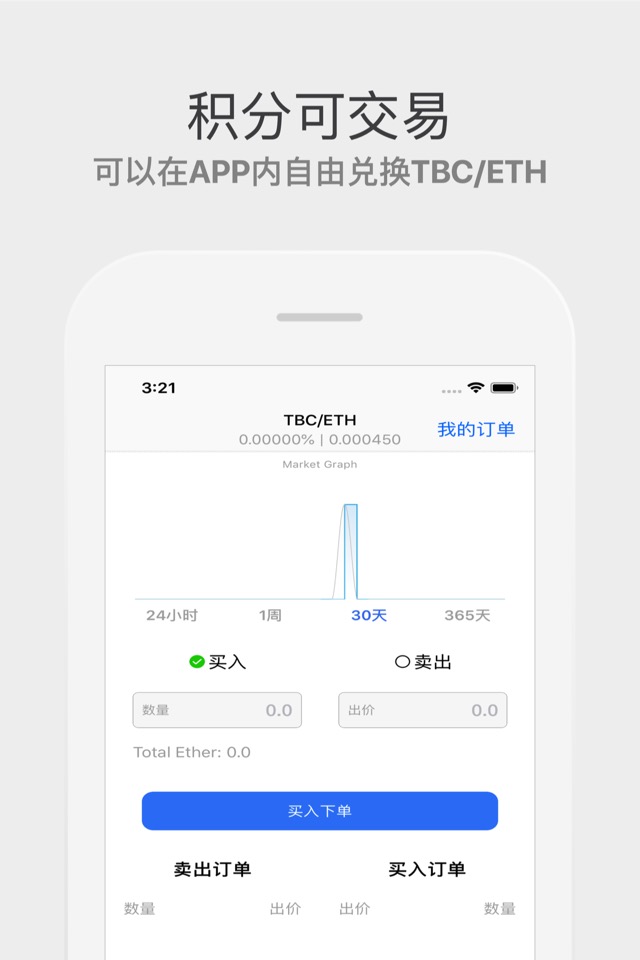 积分可交易
可以在APP内自由兑换TBC/ETH
3:21
TBC/ETH
0.00000% | 0.000450
我的订单
Market Graph
24小时 1周 30天 365天
买入 卖出
数量 0.0 出价 0.0
Total Ether: 0.0
买入下单
卖出订单 买入订单
数量 出价 出价 数量